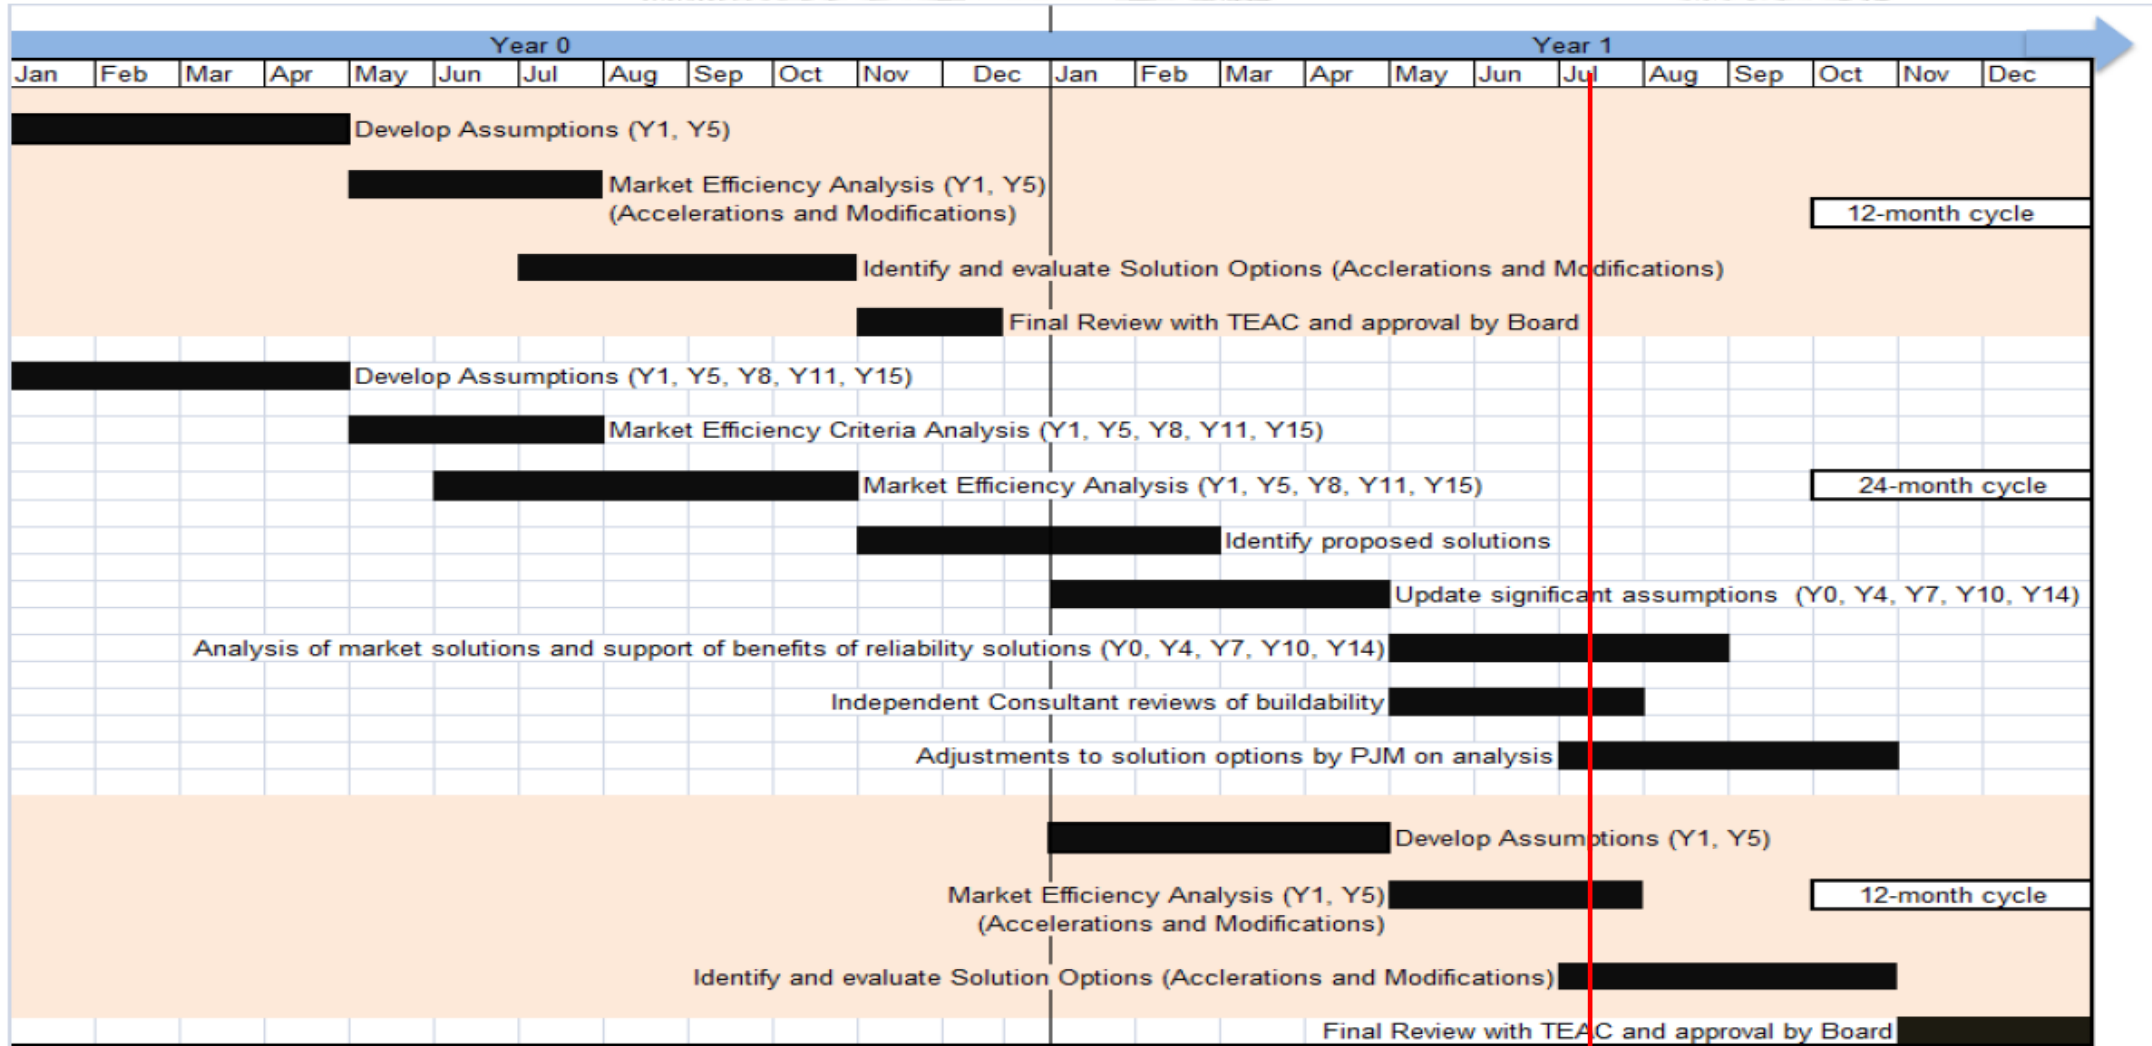 Year 0 Year 1
Jan Feb Mar Apr May Jun Jul Aug Sep Oct Nov Dec Jan Feb Mar Apr May Jun Jul Aug Sep Oct Nov Dec
Develop Assumptions (Y1, Y5)
Market Efficiency Analysis (Y1, Y5)
(Accelerations and Modifications)
12-month cycle
Identify and evaluate Solution Options (Acclerations and Modifications)
Final Review with TEAC and approval by Board
Develop Assumptions (Y1, Y5, Y8, Y11, Y15)
Market Efficiency Criteria Analysis (Y1, Y5, Y8, Y11, Y15)
Market Efficiency Analysis (Y1, Y5, Y8, Y11, Y15)
24-month cycle
Identify proposed solutions
Update significant assumptions (Y0, Y4, Y7, Y10, Y14)
Analysis of market solutions and support of benefits of reliability solutions (Y0, Y4, Y7, Y10, Y14)
Independent Consultant reviews of buildability
Adjustments to solution options by PJM on analysis
Develop Assumptions (Y1, Y5)
Market Efficiency Analysis (Y1, Y5)
(Accelerations and Modifications)
12-month cycle
Identify and evaluate Solution Options (Acclerations and Modifications)
Final Review with TEAC and approval by Board